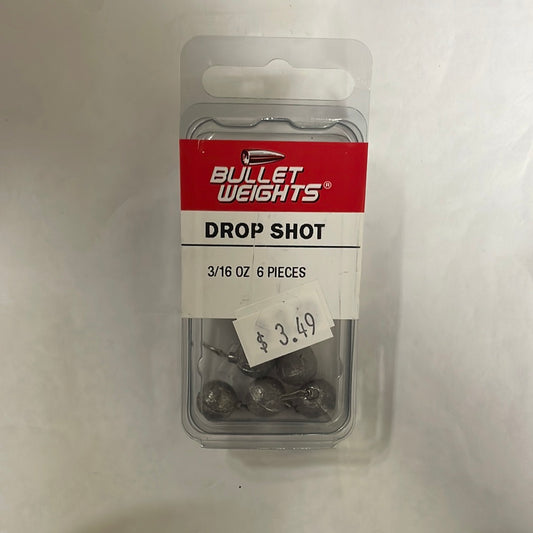 BULLET
WEIGHTS®
DROP SHOT
3/16 OZ 6 PIECES
$ 3.49